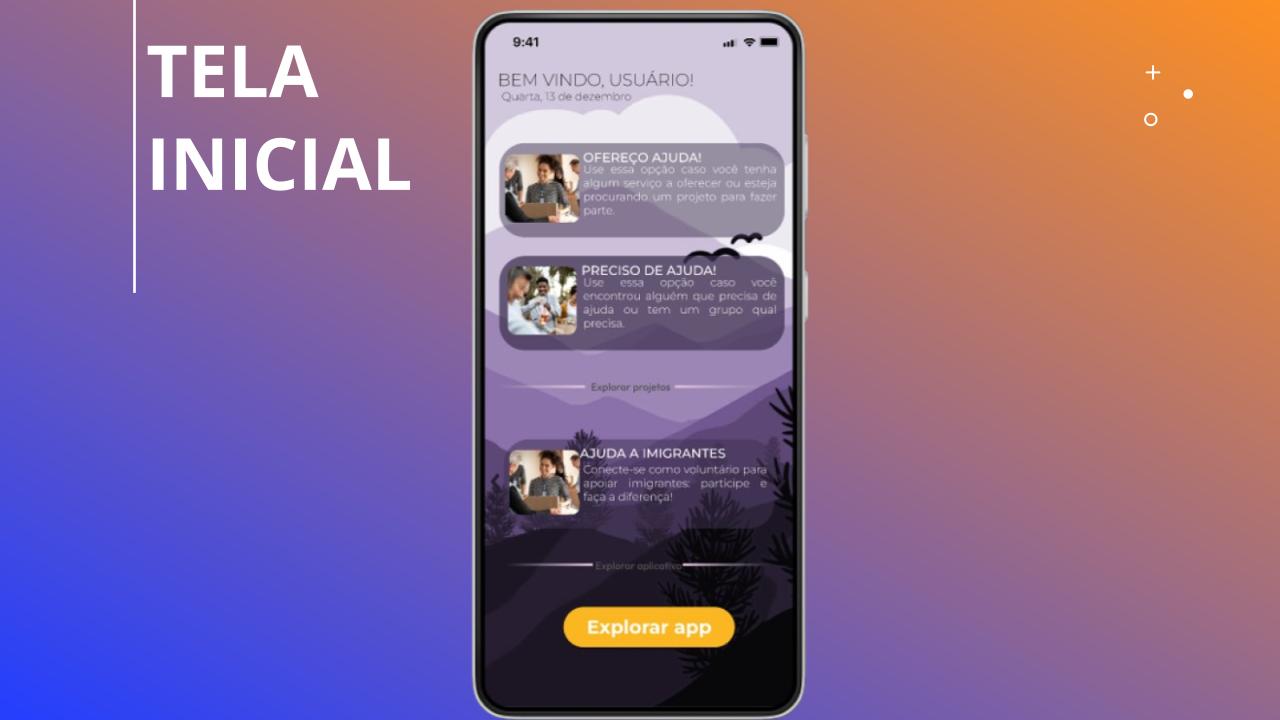 TELA
INICIAL
9:41
BEM VINDO, USUÁRIO!
Quarta, 13 de dezembro
OFEREÇO AJUDA!
Use essa opção caso você tenha
algum serviço a oferecer ou esteja
procurando um projeto para fazer
parte.
PRECISO DE AJUDA!
Use essa opção caso você
encontrou alguém que precisa de
ajuda ou tem um grupo qual
precisa.
Explorar projetos
AJUDA A IMIGRANTES
Conecte-se como voluntário para
apoiar imigrantes: participe e
faça a diferença!
Explorar aplicativo
Explorar app